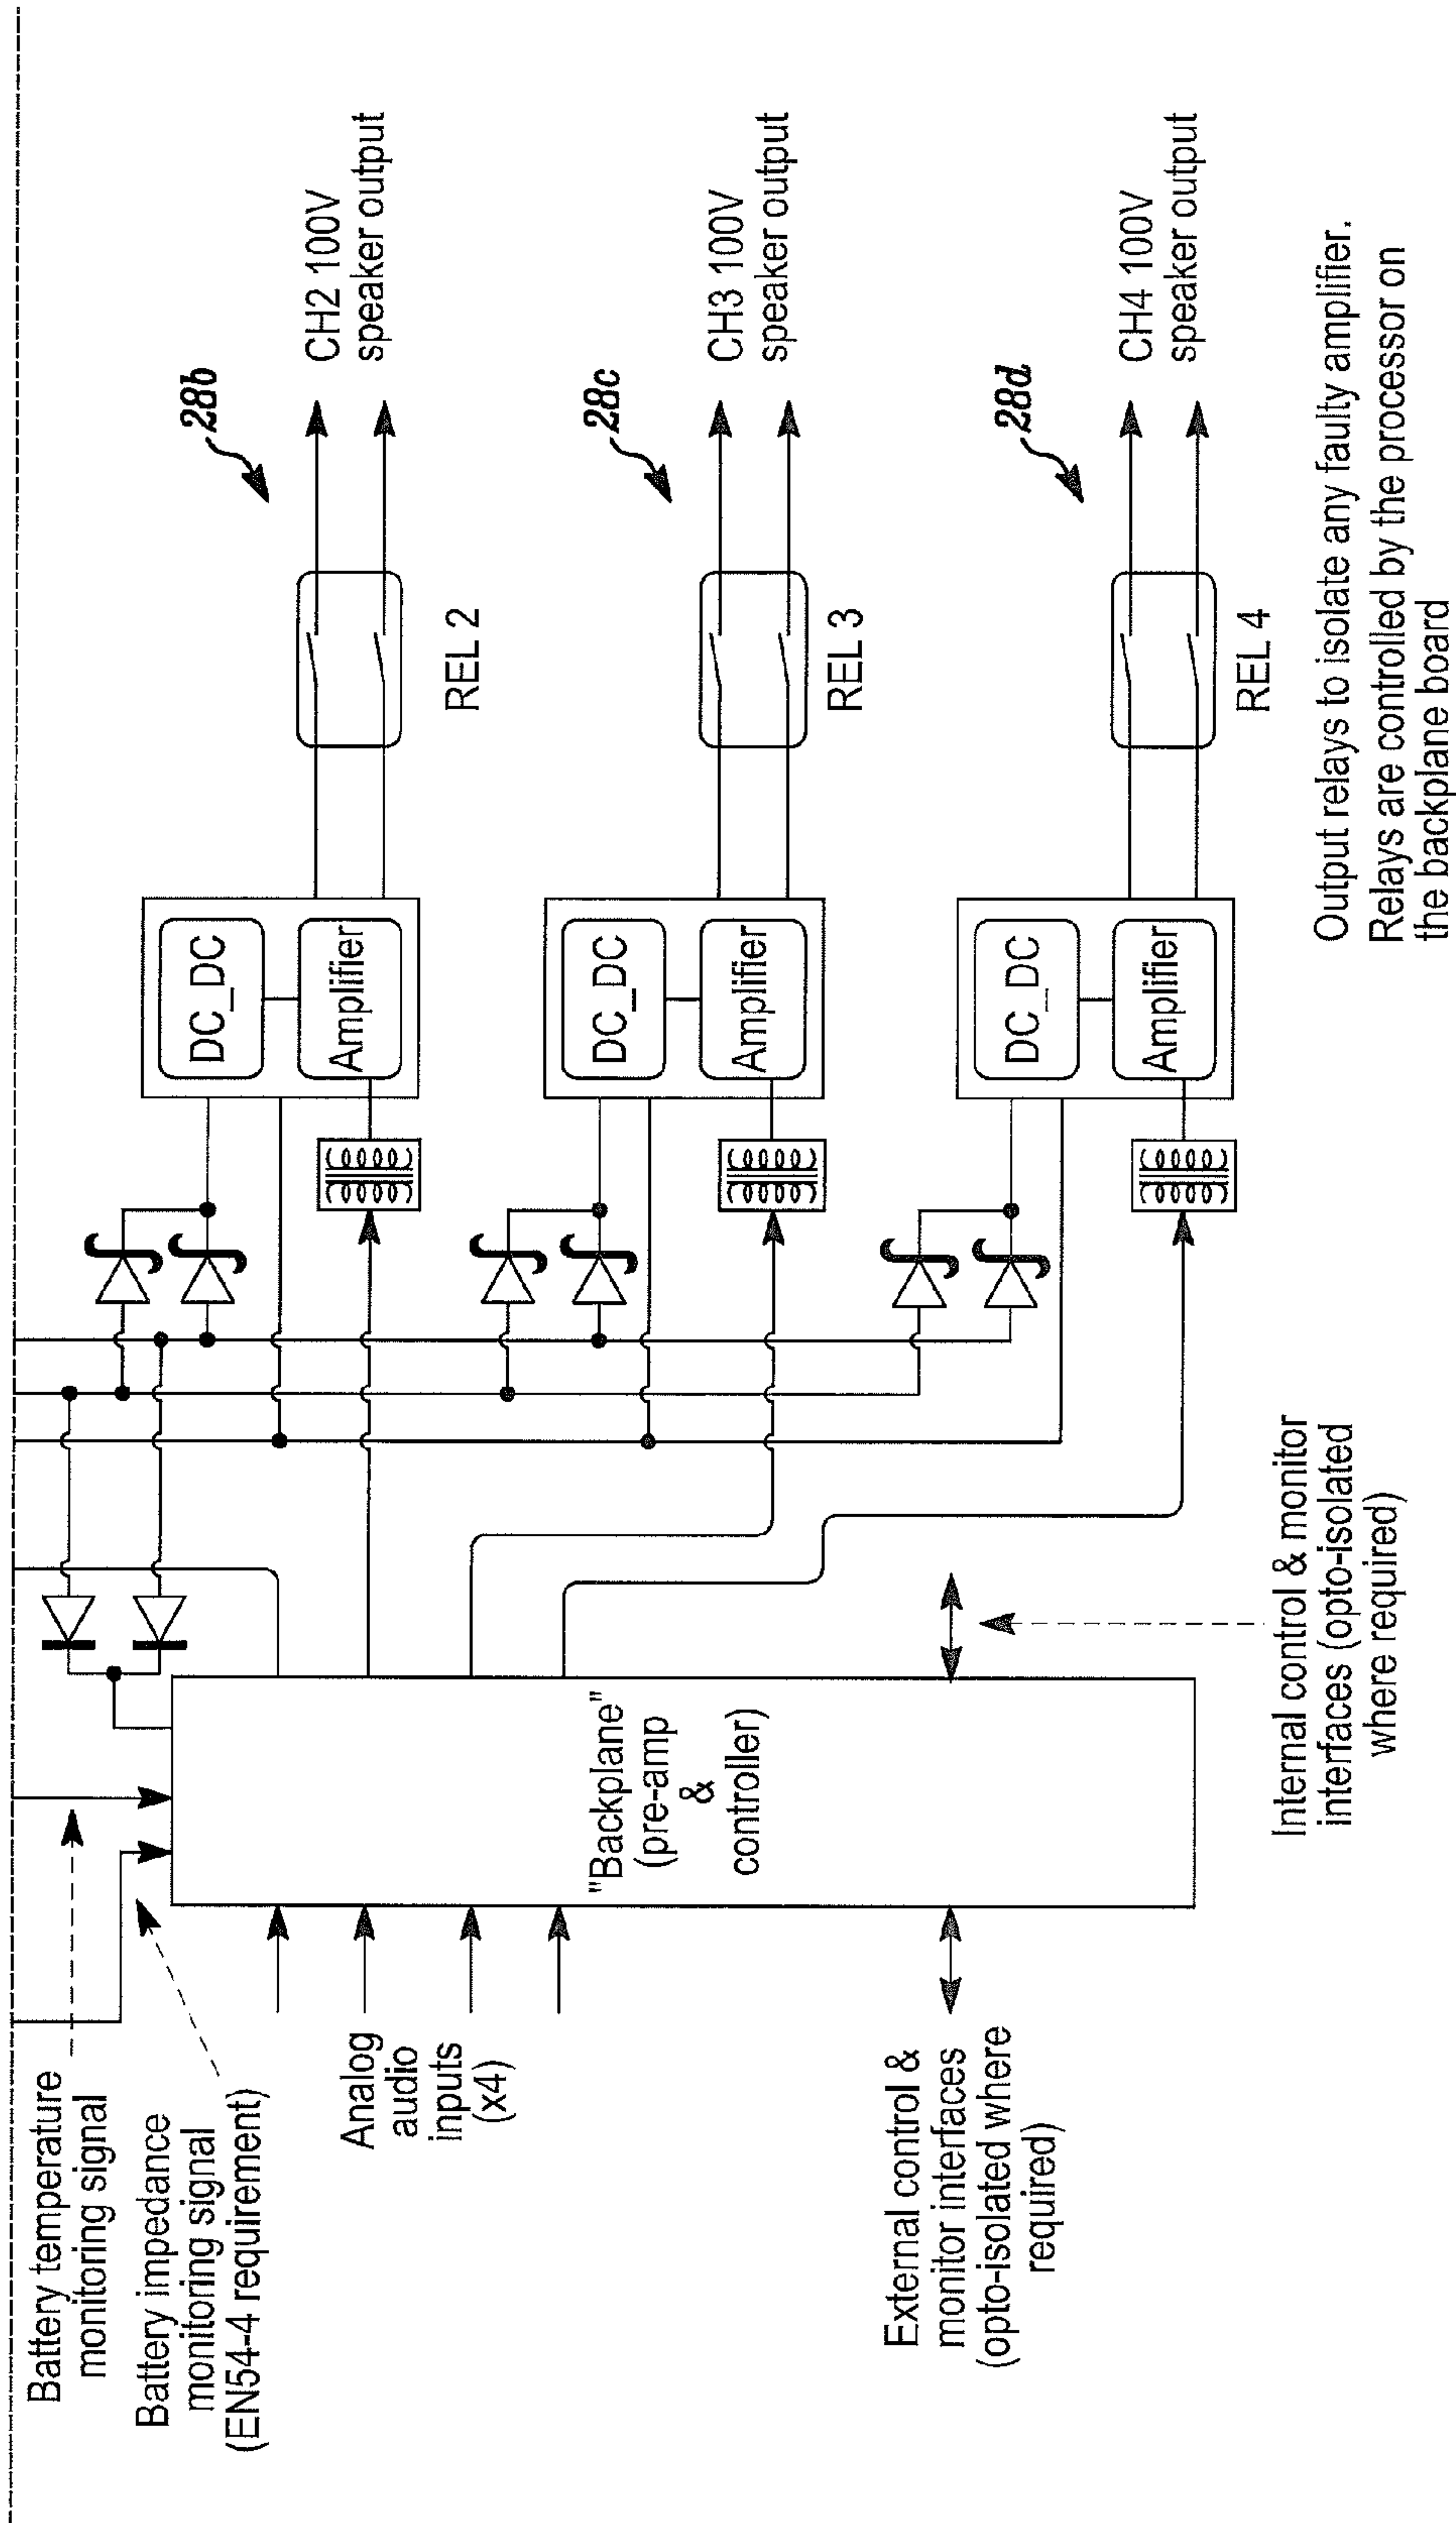 Battery temperature
monitoring signal
Battery impedance
monitoring signal
(EN54-4 requirement)
Analog
audio
inputs
(x4)
External control &
monitor interfaces
(opto-isolated where
required)
"Backplane"
(pre-amp
&
controller)
Internal control & monitor
interfaces (opto-isolated
where required)
DC_DC
Amplifier
REL 2
28b
CH2 100V
speaker output
DC_DC
Amplifier
REL 3
28c
CH3 100V
speaker output
DC_DC
Amplifier
REL 4
28d
CH4 100V
speaker output
Output relays to isolate any faulty amplifier.
Relays are controlled by the processor on
the backplane board